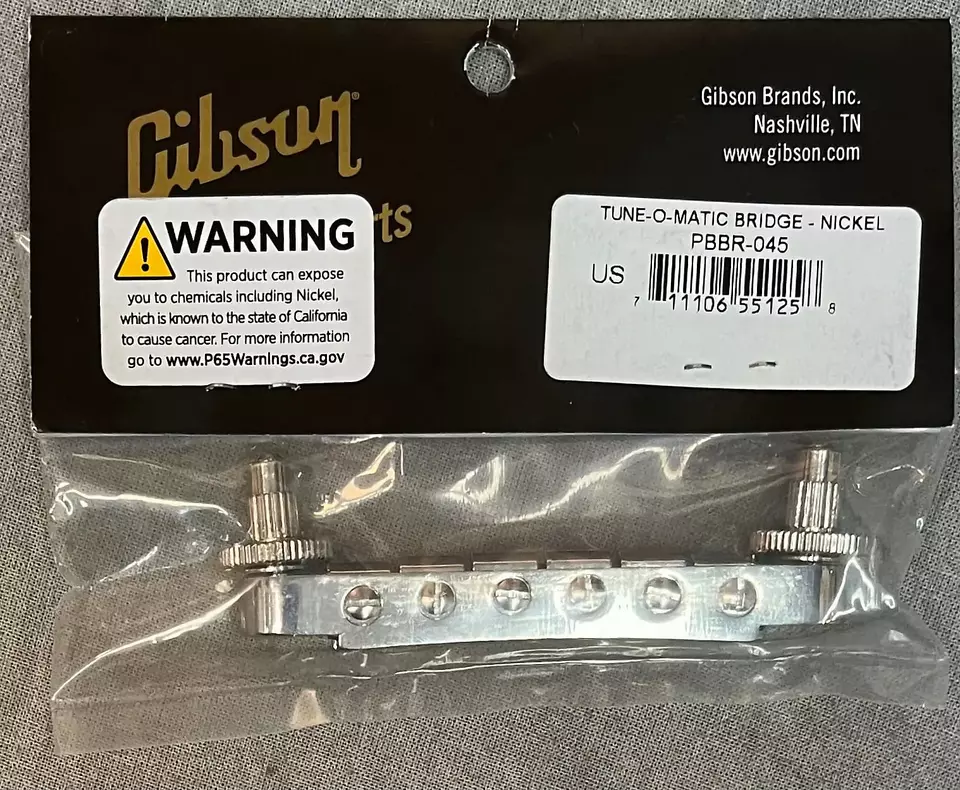 Gibson®
Gibson Brands, Inc.
Nashville, TN
www.gibson.com
WARNING
This product can expose
you to chemicals including Nickel,
which is known to the state of California
to cause cancer. For more information
go to www.P65Warnings.ca.gov
TUNE-O-MATIC BRIDGE - NICKEL
PBBR-045
US
7 11106 55125 8